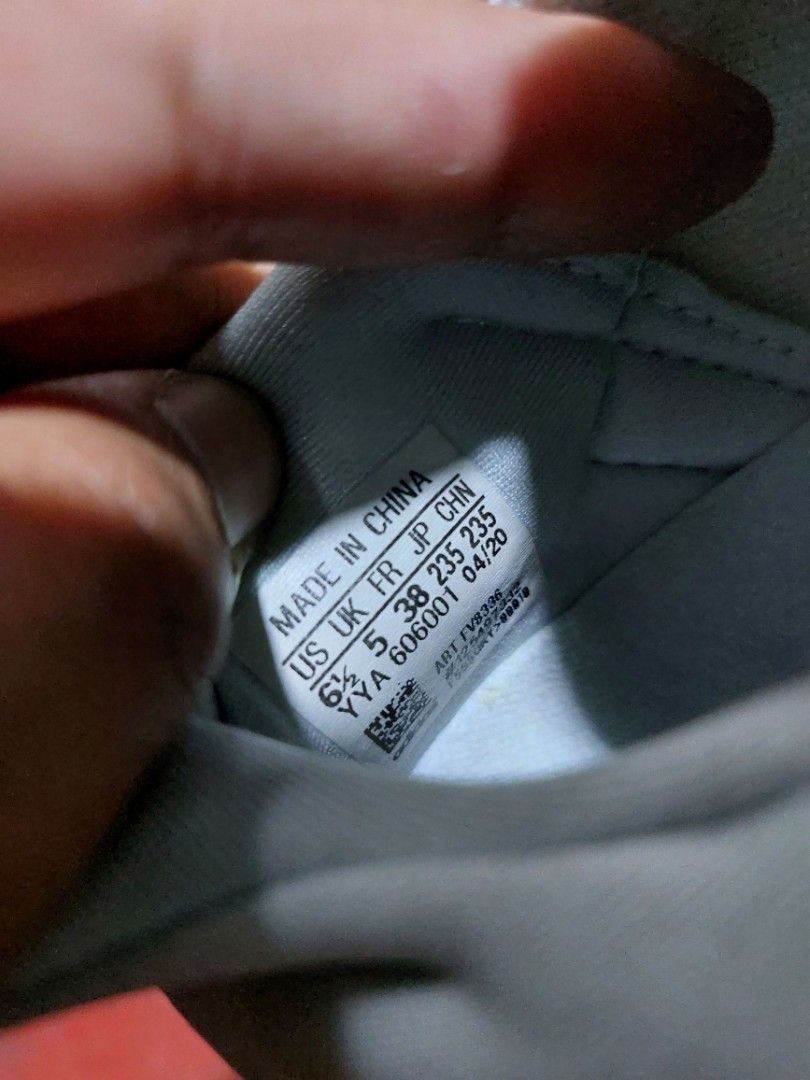 MADE IN CHINA
US UK FR JP CHN
6½ 5 38 235 235
YYA 606001 04/20
ART FV8396